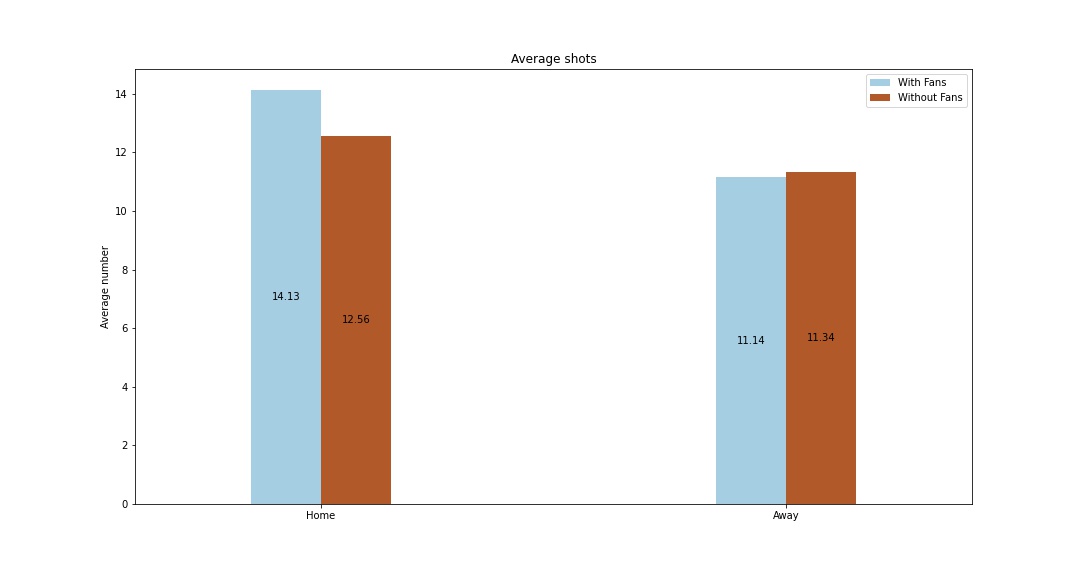 Average shots
With Fans
Without Fans
Average number
14
12
10
8
6
4
2
0
14.13
12.56
11.14
11.34
Home
Away